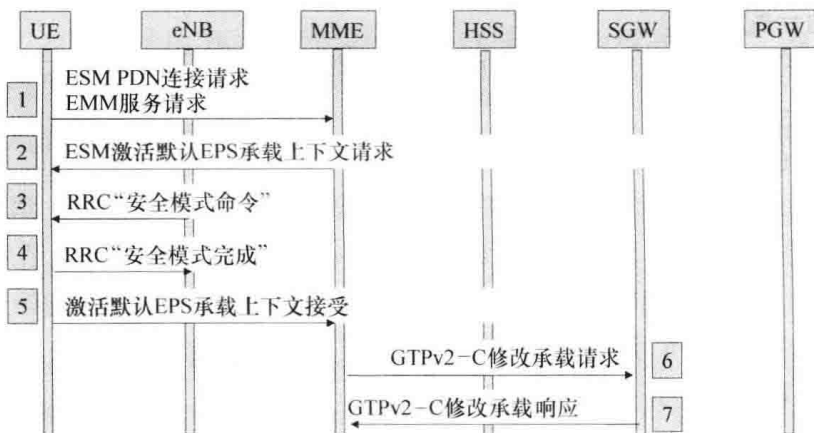 UE eNB MME HSS SGW PGW
ESM PDN连接请求
1 EMM服务请求
2 ESM激活默认EPS承载上下文请求
3 RRC“安全模式命令”
4 RRC“安全模式完成”
5 激活默认EPS承载上下文接受
GTPv2-C修改承载请求 6
GTPv2-C修改承载响应 7